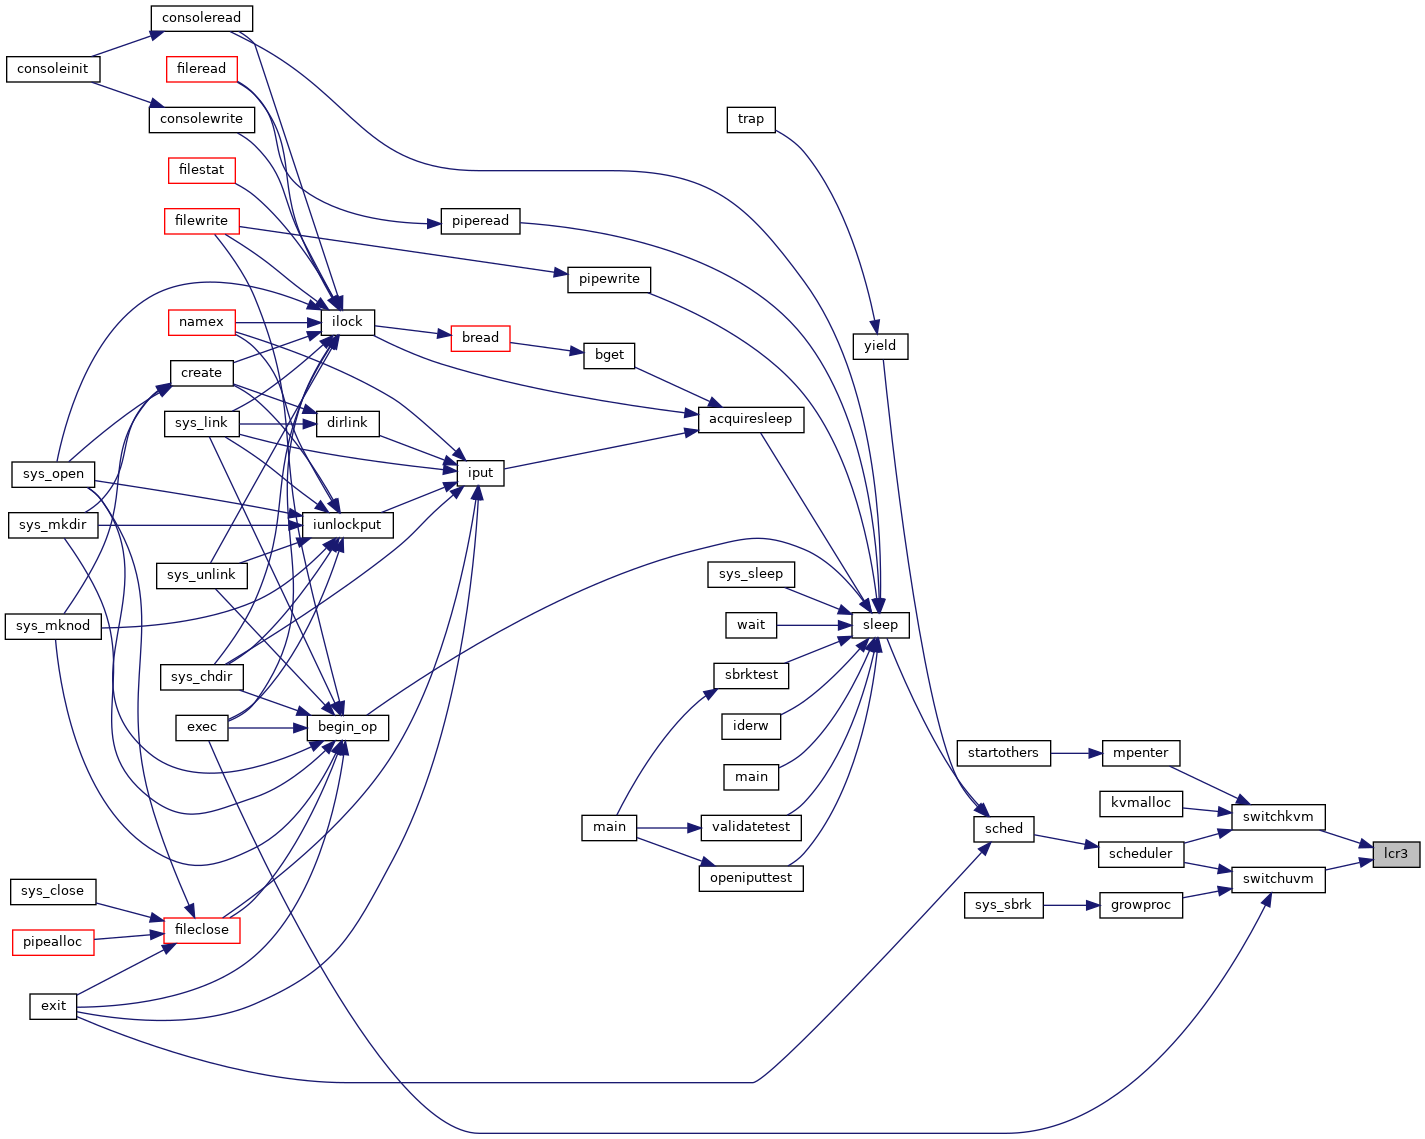 consoleread
consoleinit
fileread
consolewrite
trap
filestat
filewrite
piperead
pipewrite
namex
ilock
bread
yield
bget
create
sys_link
dirlink
acquiresleep
sys_open
iput
sys_mkdir
iunlockput
sys_unlink
sys_sleep
sys_mknod
wait
sleep
sys_chdir
sbrktest
exec
begin_op
iderw
startothers
mpenter
main
kvmalloc
switchkvm
main
validatetest
sched
scheduler
lcr3
openiputtest
switchuvm
sys_close
sys_sbrk
growproc
fileclose
pipealloc
exit